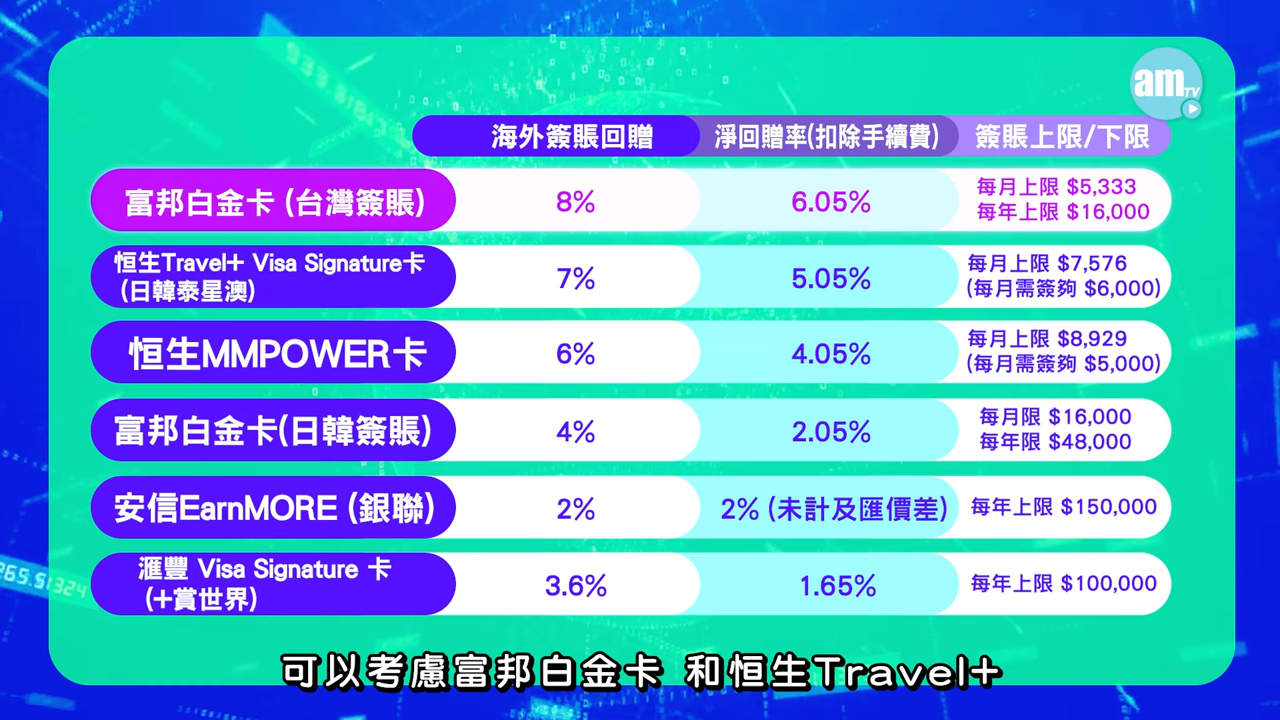 amTV
海外簽賬回贈 淨回贈率(扣除手續費) 簽賬上限/下限
富邦白金卡 (台灣簽賬) 8% 6.05% 每月上限 $5,333
每年上限 $16,000
恒生Travel+ Visa Signature卡
(日韓泰星澳) 7% 5.05% 每月上限 $7,576
(每月需簽夠 $6,000)
恒生MMPOWER卡 6% 4.05% 每月上限 $8,929
(每月需簽夠 $5,000)
富邦白金卡(日韓簽賬) 4% 2.05% 每月限 $16,000
每年限 $48,000
安信EarnMORE (銀聯) 2% 2% (未計及匯價差) 每年上限 $150,000
滙豐 Visa Signature 卡
(+賞世界) 3.6% 1.65% 每年上限 $100,000
可以考慮富邦白金卡 和恒生Travel+